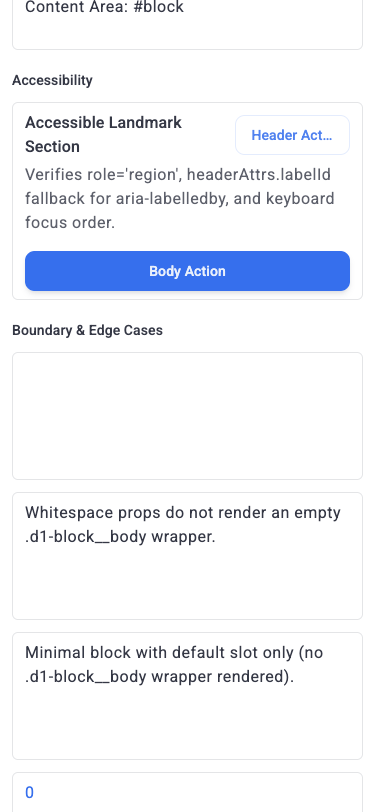 Content Area: #block
Accessibility
Accessible Landmark
Section
Header Act...
Verifies role='region', headerAttrs.labelId
fallback for aria-labelledby, and keyboard
focus order.
Body Action
Boundary & Edge Cases
Whitespace props do not render an empty
.d1-block__body wrapper.
Minimal block with default slot only (no
.d1-block__body wrapper rendered).
0